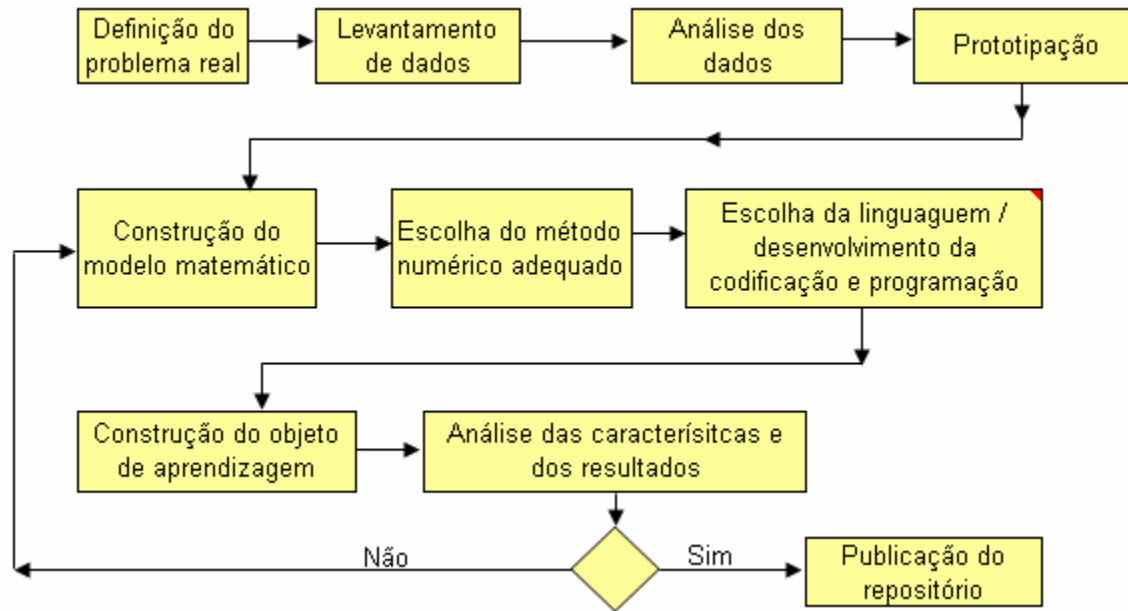 Definição do
problema real
Levantamento
de dados
Análise dos
dados
Prototipação
Construção do
modelo matemático
Escolha do método
numérico adequado
Escolha da linguaguem /
desenvolvimento da
codificação e programação
Construção do objeto
de aprendizagem
Análise das caracterísitcas e
dos resultados
Não
Sim
Publicação do
repositório